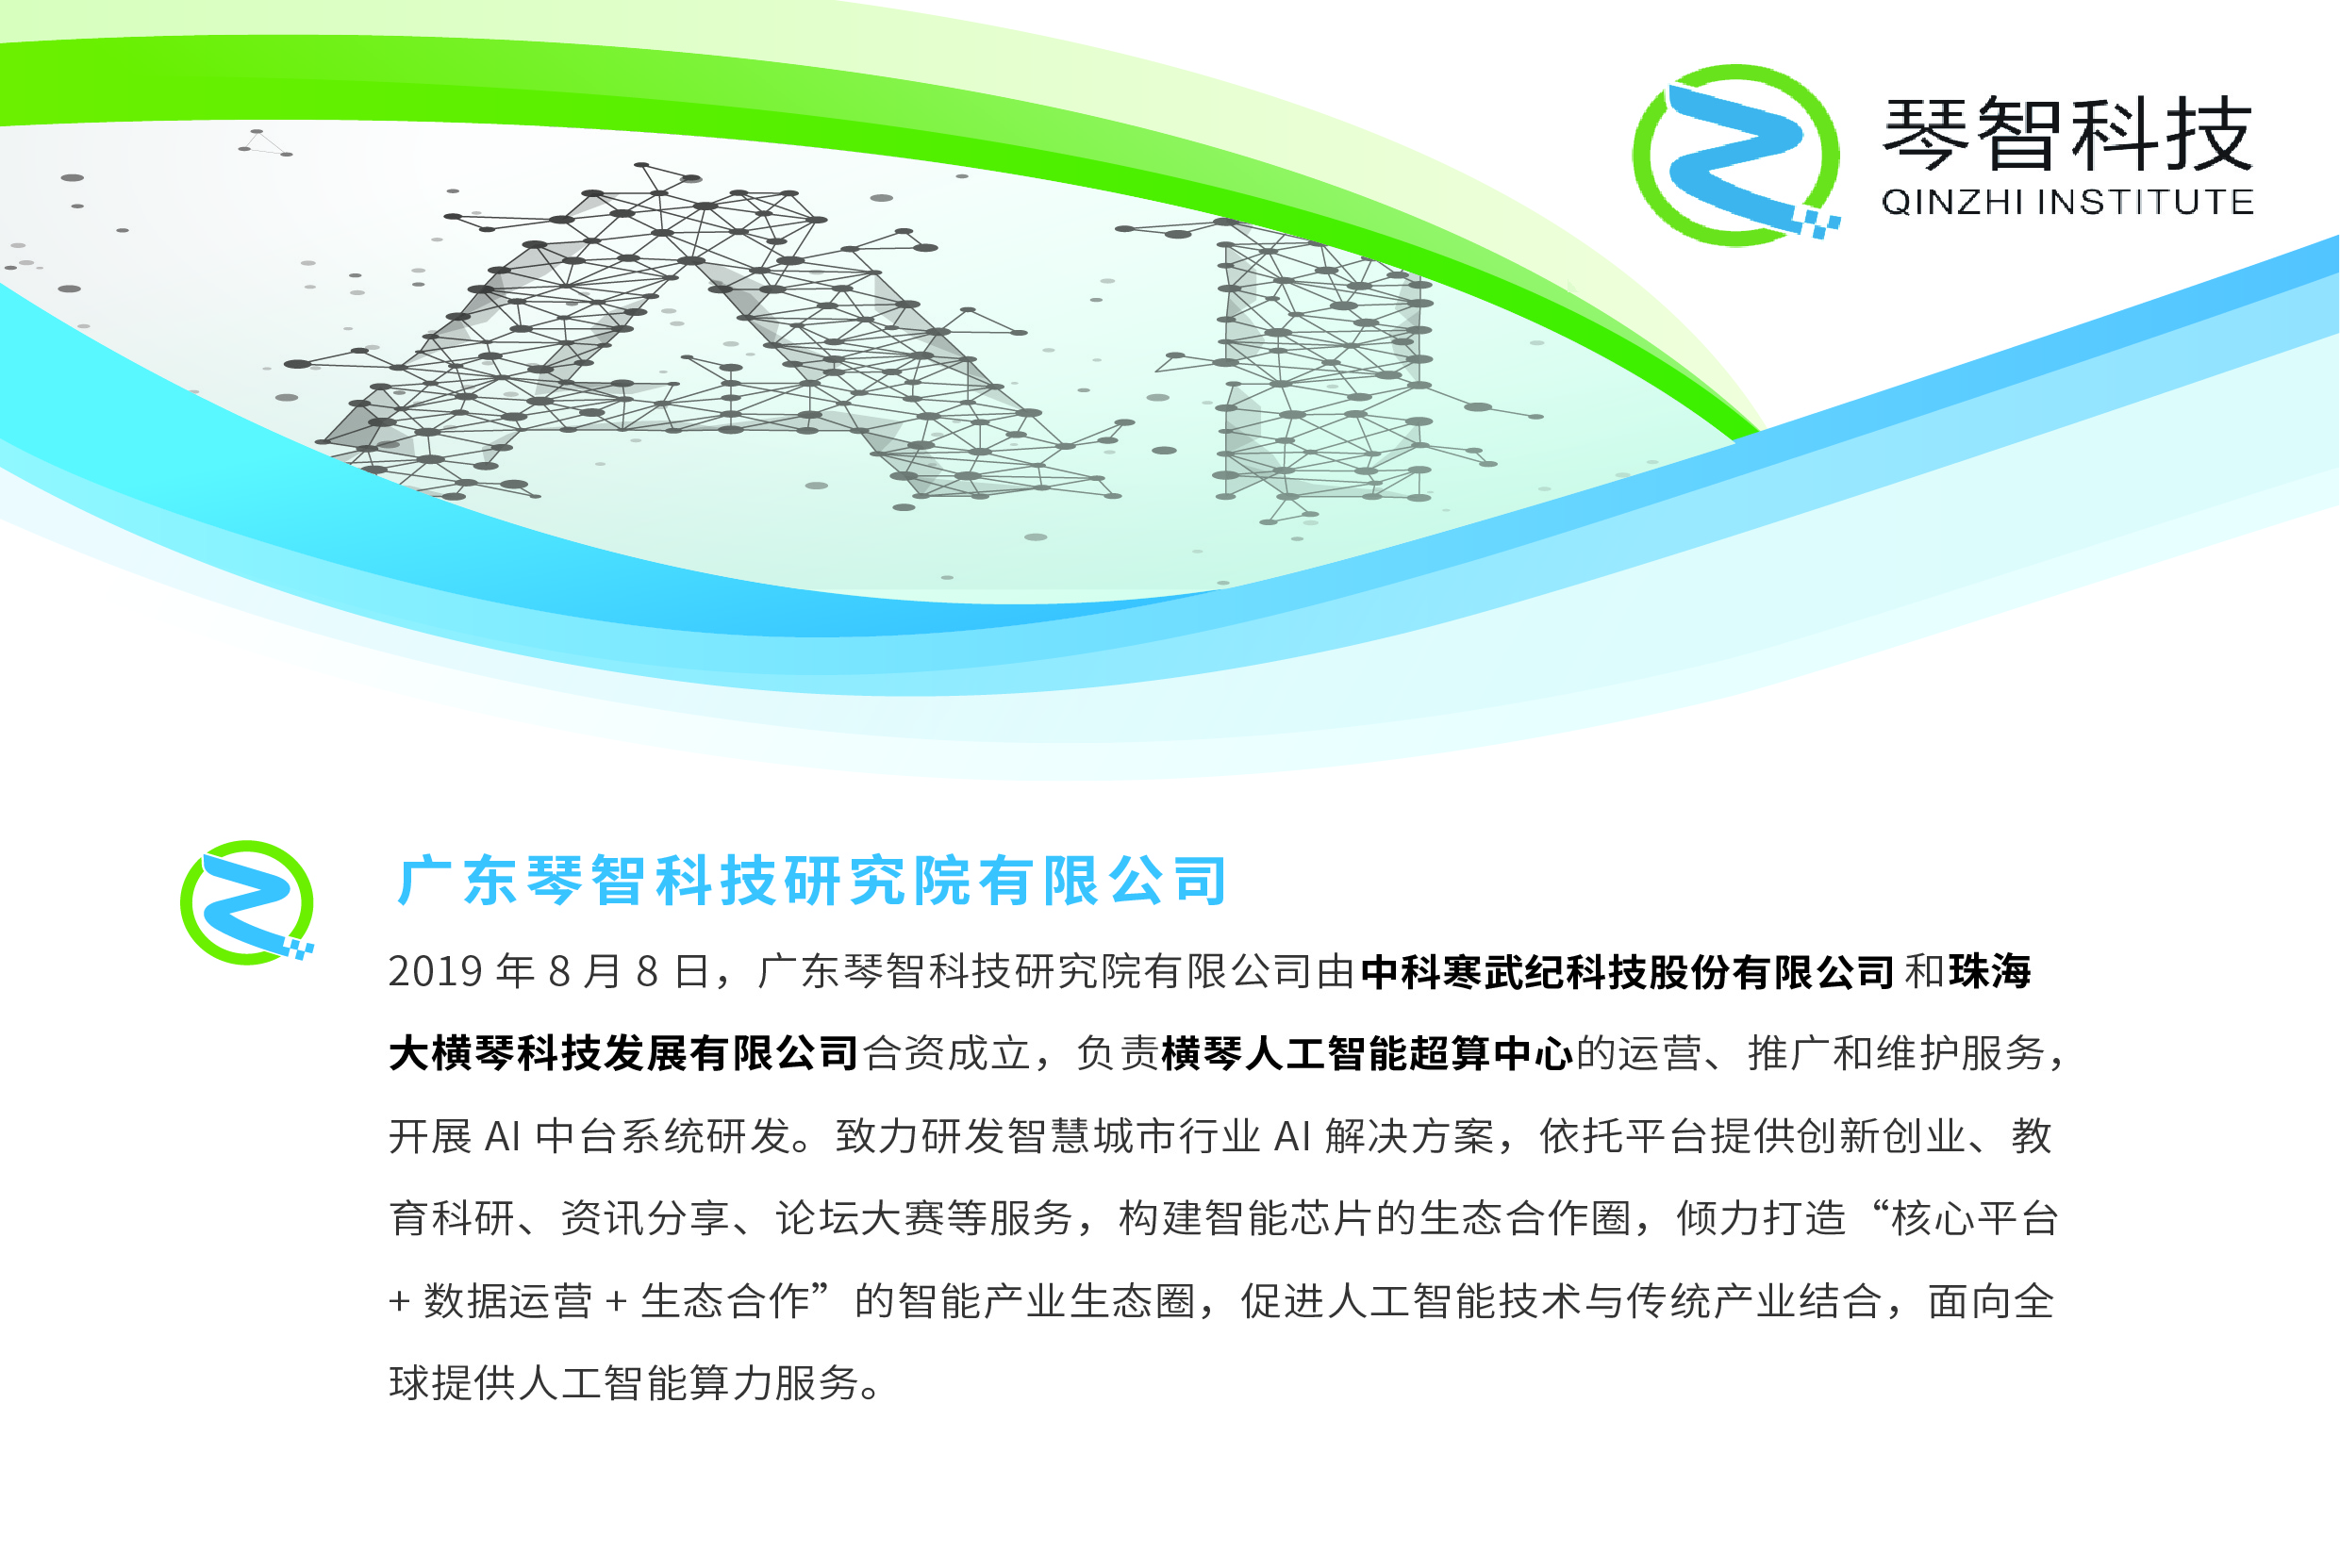 琴智科技
QINZHI INSTITUTE
AI
广东琴智科技研究院有限公司
2019 年 8 月 8 日，广东琴智科技研究院有限公司由中科寒武纪科技股份有限公司 和珠海
大横琴科技发展有限公司合资成立，负责横琴人工智能超算中心的运营、推广和维护服务，
开展 AI 中台系统研发。致力研发智慧城市行业 AI 解决方案，依托平台提供创新创业、教
育科研、资讯分享、论坛大赛等服务，构建智能芯片的生态合作圈，倾力打造“核心平台
+ 数据运营 + 生态合作”的智能产业生态圈，促进人工智能技术与传统产业结合，面向全
球提供人工智能算力服务。